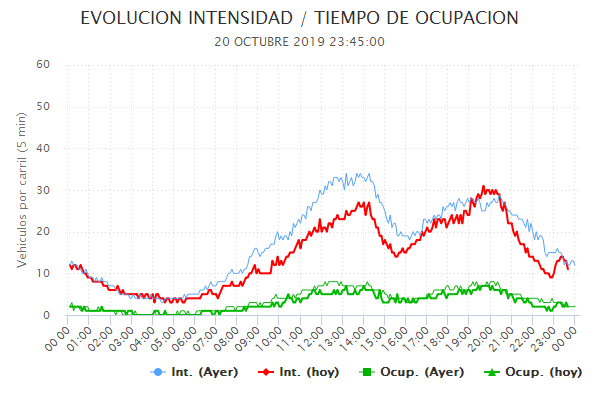 EVOLUCION INTENSIDAD / TIEMPO DE OCUPACION
20 OCTUBRE 2019 23:45:00
Vehiculos por carril (5 min)
60
50
40
30
20
10
0
00:00 01:00 02:00 03:00 04:00 05:00 06:00 07:00 08:00 09:00 10:00 11:00 12:00 13:00 14:00 15:00 16:00 17:00 18:00 19:00 20:00 21:00 22:00 23:00 00:00
Int. (Ayer) Int. (hoy) Ocup. (Ayer) Ocup. (hoy)